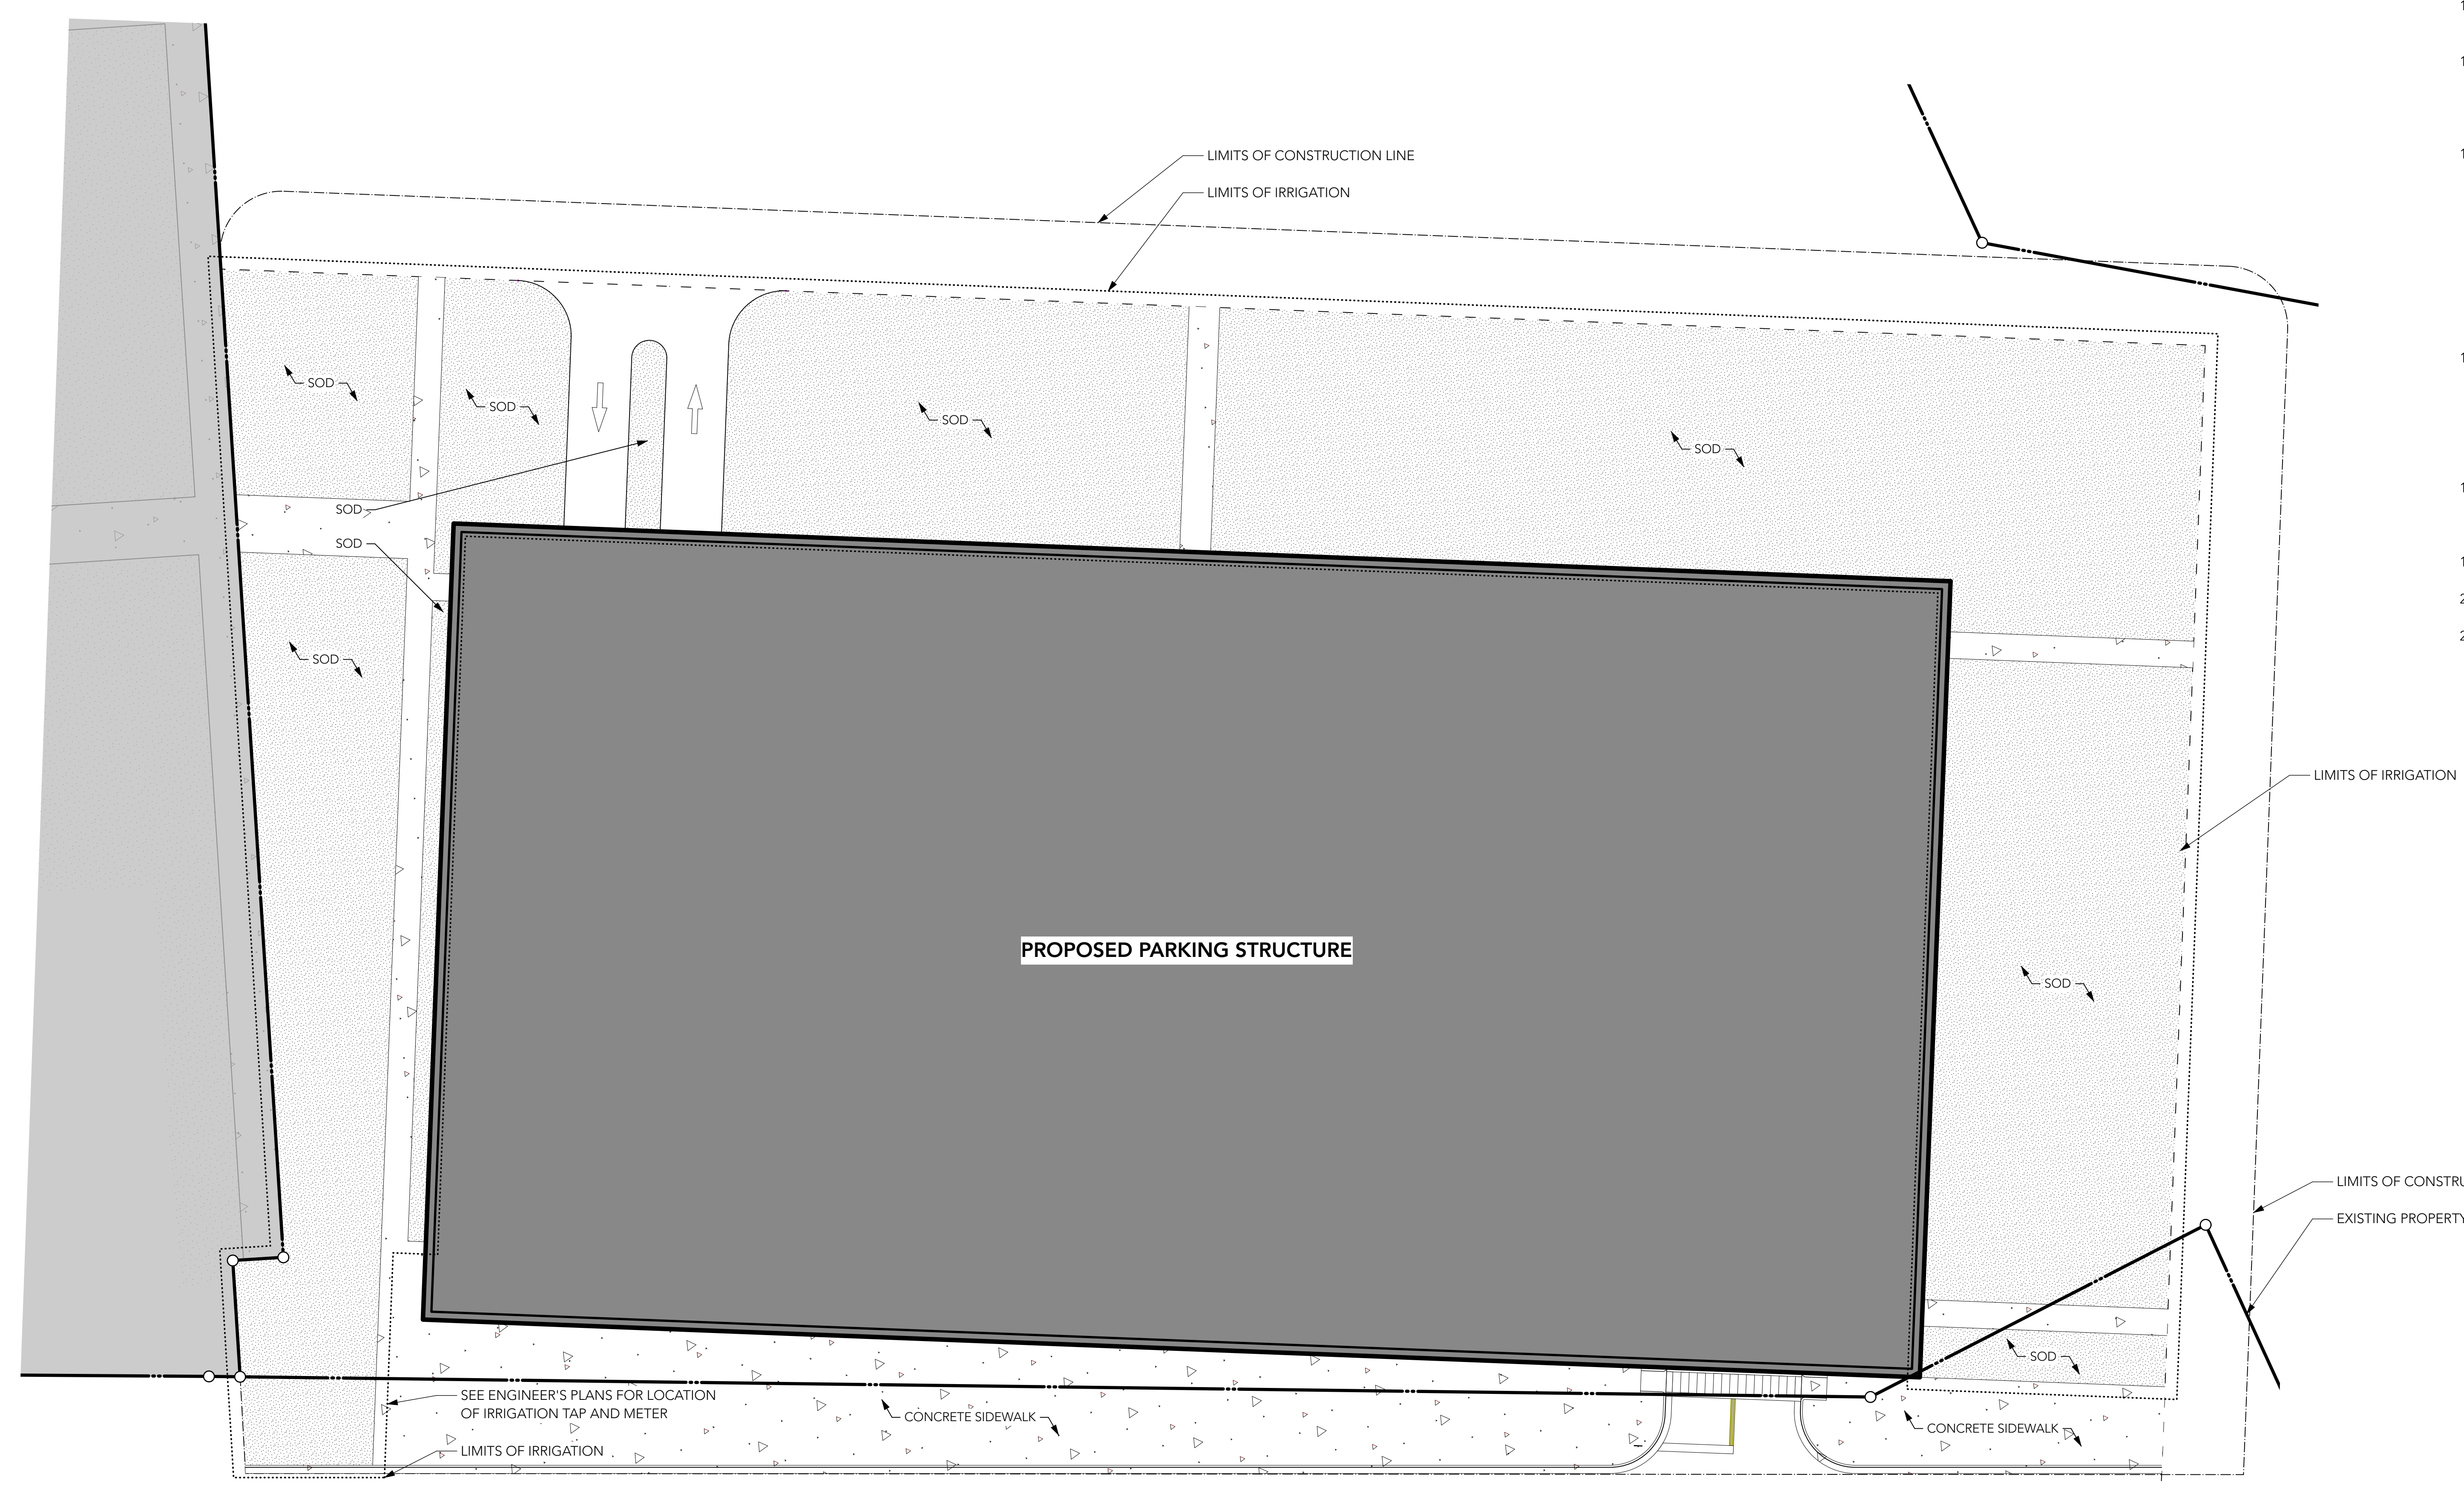 LIMITS OF CONSTRUCTION LINE
LIMITS OF IRRIGATION
SOD
SOD
SOD
SOD
SOD
SOD
SOD
LIMITS OF IRRIGATION
PROPOSED PARKING STRUCTURE
SOD
LIMITS OF CONSTRU
EXISTING PROPERTY
SOD
SEE ENGINEER'S PLANS FOR LOCATION
OF IRRIGATION TAP AND METER
CONCRETE SIDEWALK
CONCRETE SIDEWALK
LIMITS OF IRRIGATION